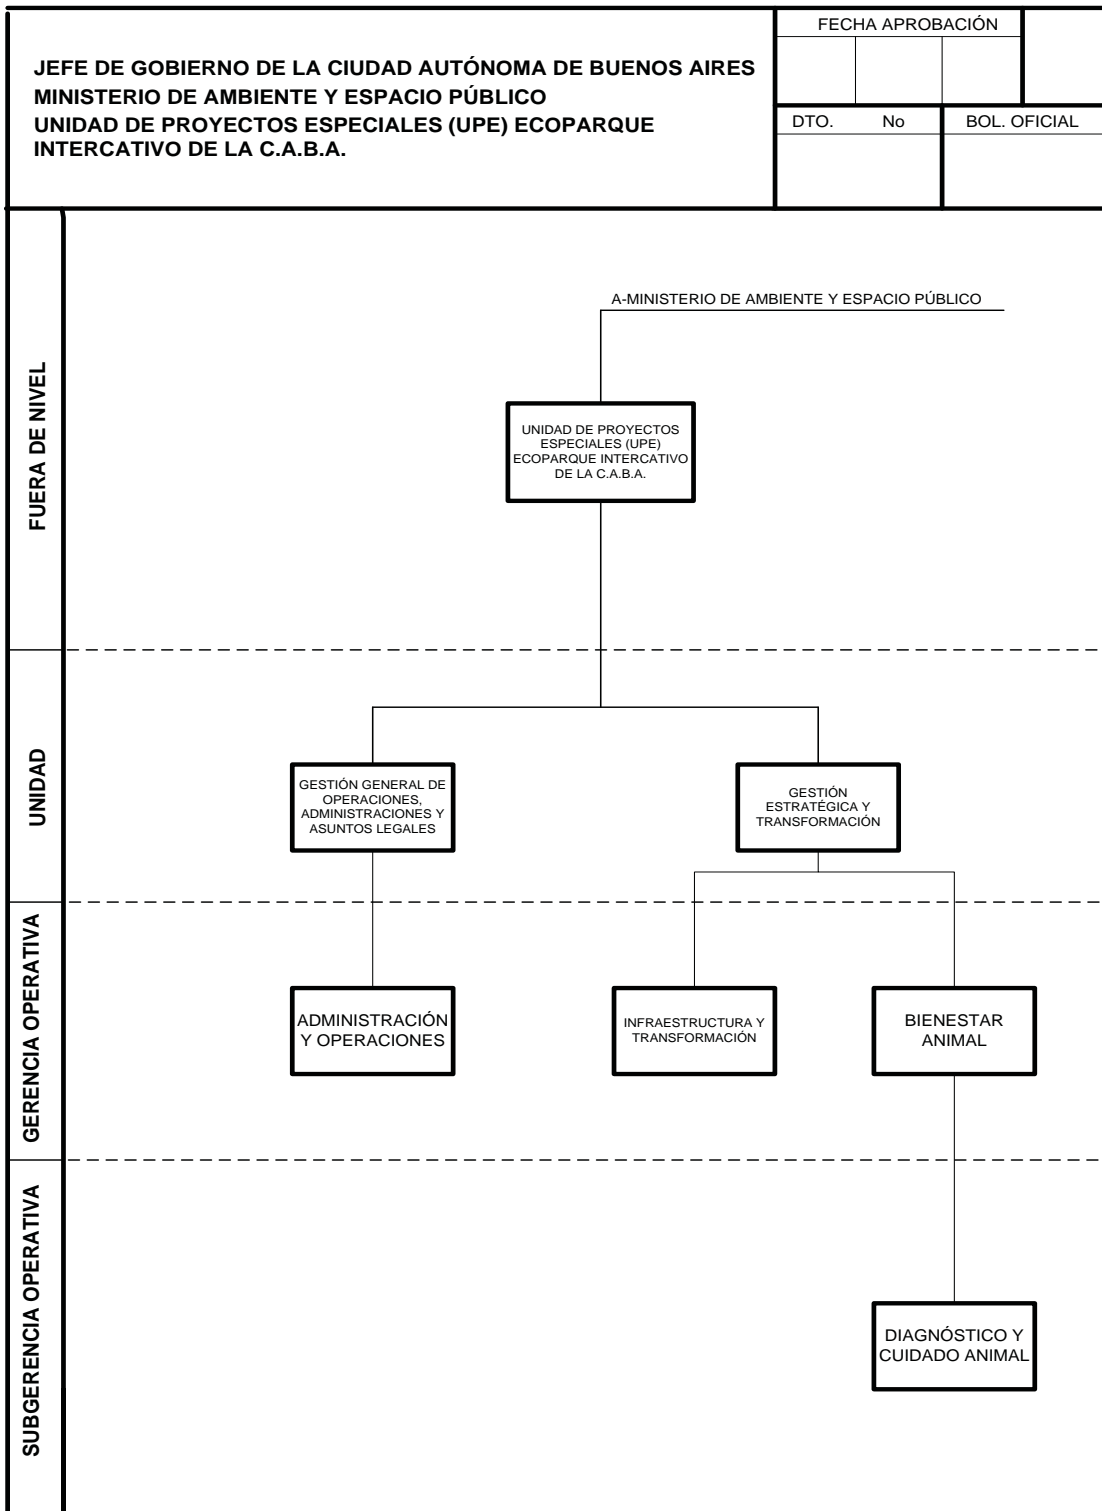 JEFE DE GOBIERNO DE LA CIUDAD AUTÓNOMA DE BUENOS AIRES
MINISTERIO DE AMBIENTE Y ESPACIO PÚBLICO
UNIDAD DE PROYECTOS ESPECIALES (UPE) ECOPARQUE
INTERCATIVO DE LA C.A.B.A.
FECHA APROBACIÓN
DTO. No
BOL. OFICIAL
FUERA DE NIVEL
A-MINISTERIO DE AMBIENTE Y ESPACIO PÚBLICO
UNIDAD DE PROYECTOS
ESPECIALES (UPE)
ECOPARQUE INTERCATIVO
DE LA C.A.B.A.
UNIDAD
GESTIÓN GENERAL DE
OPERACIONES,
ADMINISTRACIONES Y
ASUNTOS LEGALES
GESTIÓN
ESTRATÉGICA Y
TRANSFORMACIÓN
GERENCIA OPERATIVA
ADMINISTRACIÓN
Y OPERACIONES
INFRAESTRUCTURA Y
TRANSFORMACIÓN
BIENESTAR
ANIMAL
SUBGERENCIA OPERATIVA
DIAGNÓSTICO Y
CUIDADO ANIMAL